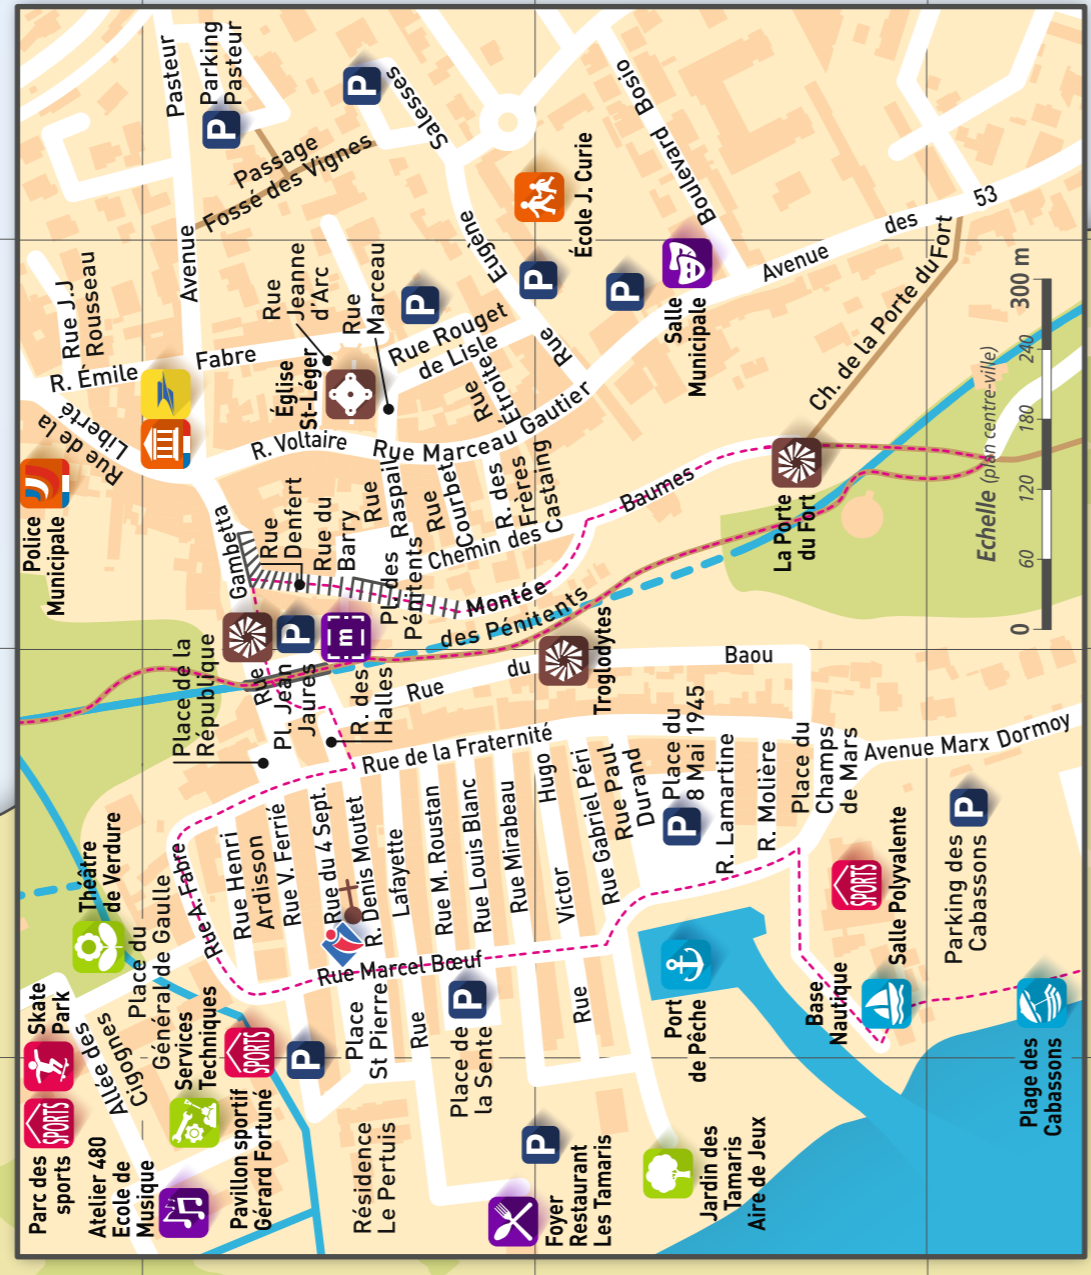 Police
Municipale
Rue de la
Liberté
R. Emile
Fabre
Rue J.J
Rousseau
Avenue
Pasteur
P
Parking
Pasteur
Passage
Fossé des Vignes
P
Salesses
Eugène
Rue
École J. Curie
P
P
P
Boulevard Bosio
Avenue
des
53
Salle
Municipale
Ch. de la Porte du Fort
La Porte
du Fort
Rue
Jeanne
d'Arc
Rue
Marceau
Église
St-Léger
Rue Rouget
de Lisle
Rue
Étroite
R. Voltaire
Rue Marceau Gautier
Rue
Raspail
Rue
Courbet
R. des
Frères
Castaing
Chemin des
Baumes
Gambetta
Rue
Rue
Denfert
Rue du
Barry
Pl. des
Pénitents
Montée
des Pénitents
Place de la
République
P
m
Pl. Jean
Jaurès
R. des
Halles
Rue
du
Baou
Troglodytes
Rue de la Fraternité
Place du
8 Mai 1945
P
R. Lamartine
R. Molière
Place du
Champs
de Mars
Avenue Marx Dormoy
Théâtre
de Verdure
Place du
Général de Gaulle
Rue A. Fabre
Rue Henri
Ardisson
Rue V. Ferrié
Rue du 4 Sept.
R. Denis Moutet
Rue
Lafayette
Rue M. Roustan
Rue Louis Blanc
Rue Mirabeau
Rue
Victor
Hugo
Rue Gabriel Péri
Rue Paul
Durand
Rue Marcel Bœuf
Place
St Pierre
P
Place de
la Sente
P
Skate
Park
SPORTS
Parc des
sports
Allée des
Cigognes
Services
Techniques
Atelier 480
Ecole de
Musique
SPORTS
Pavillon sportif
Gérard Fortuné
Résidence
Le Pertuis
P
Foyer
Restaurant
Les Tamaris
Jardin des
Tamaris
Aire de Jeux
Port
de Pêche
Base
Nautique
SPORTS
Salle Polyvalente
P
Parking des
Cabassons
Plage des
Cabassons
Echelle (plan centre-ville)
0 60 120 180 240 300 m